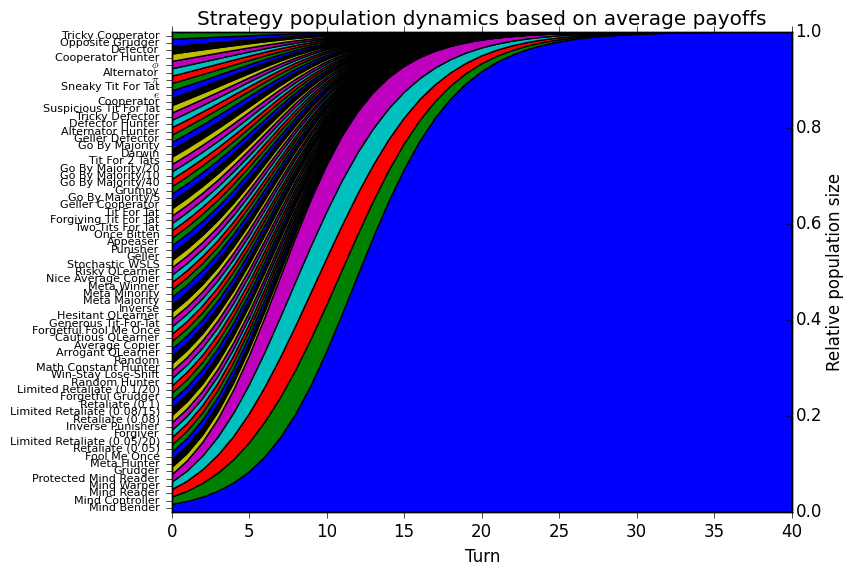 Strategy population dynamics based on average payoffs
Tricky Cooperator
Opposite Grudger
Defector
Cooperator Hunter
Φ
Alternator
π
Sneaky Tit For Tat
e
Cooperator
Suspicious Tit For Tat
Tricky Defector
Defector Hunter
Alternator Hunter
Geller Defector
Go By Majority
Darwin
Tit For 2 Tats
Go By Majority/20
Go By Majority/10
Go By Majority/40
Grumpy
Go By Majority/5
Geller Cooperator
Tit For Tat
Forgiving Tit For Tat
Two Tits For Tat
Once Bitten
Appeaser
Punisher
Geller
Stochastic WSLS
Risky QLearner
Nice Average Copier
Meta Winner
Meta Minority
Meta Majority
Inverse
Hesitant QLearner
Generous Tit-For-Tat
Forgetful Fool Me Once
Cautious QLearner
Average Copier
Arrogant QLearner
Random
Math Constant Hunter
Win-Stay Lose-Shift
Random Hunter
Limited Retaliate (0.1/20)
Forgetful Grudger
Retaliate (0.1)
Limited Retaliate (0.08/15)
Retaliate (0.08)
Inverse Punisher
Forgiver
Limited Retaliate (0.05/20)
Retaliate (0.05)
Fool Me Once
Meta Hunter
Grudger
Protected Mind Reader
Mind Warper
Mind Reader
Mind Controller
Mind Bender
1.0
0.8
0.6
0.4
0.2
0.0
Relative population size
0 5 10 15 20 25 30 35 40
Turn